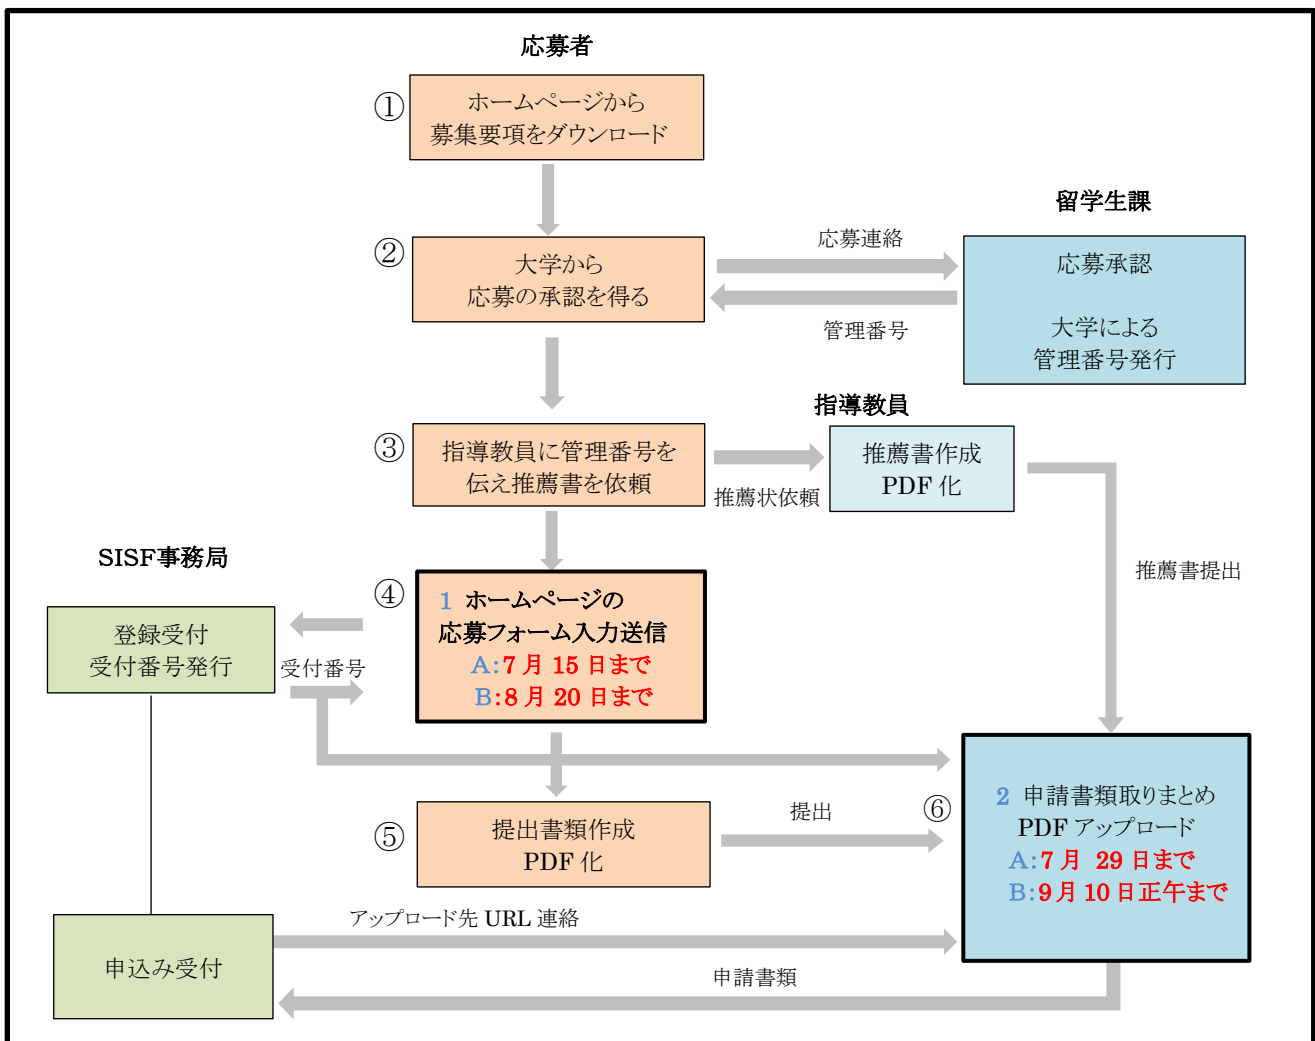 応募者
①
ホームページから
募集要項をダウンロード
留学生課
②
大学から
応募の承認を得る
応募連絡
管理番号
応募承認
大学による
管理番号発行
指導教員
③
指導教員に管理番号を
伝え推薦書を依頼
推薦状依頼
推薦書作成
PDF 化
推薦書提出
SISF事務局
④
1 ホームページの
応募フォーム入力送信
A:7 月 15 日まで
B:8 月 20 日まで
登録受付
受付番号発行
受付番号
⑤
提出書類作成
PDF 化
提出
⑥
2 申請書類取りまとめ
PDF アップロード
A:7 月 29 日まで
B:9 月 10 日正午まで
アップロード先 URL 連絡
申込み受付
申請書類